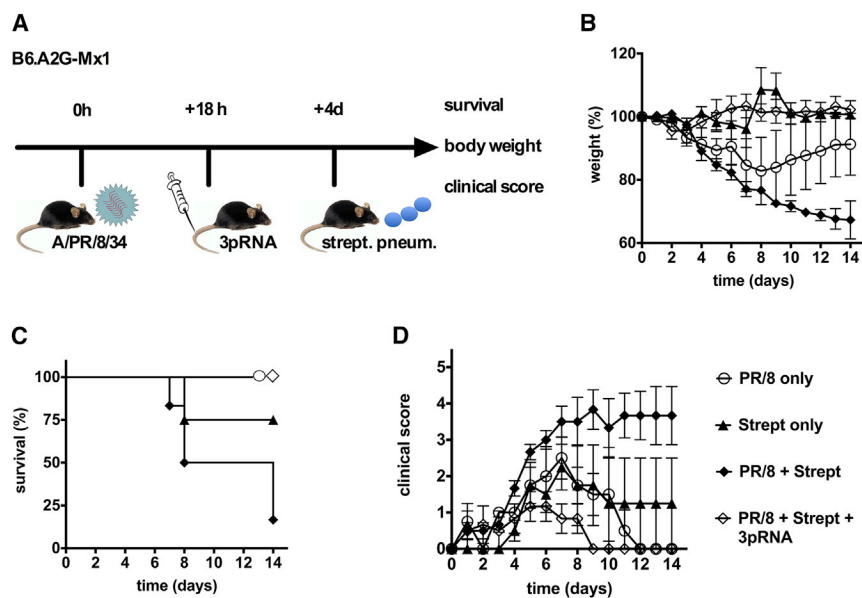 A
B6.A2G-Mx1
0h
+18 h
+4d
survival
body weight
clinical score
A/PR/8/34
3pRNA
strept. pneum.
B
weight (%)
120
100
80
60
0 2 4 6 8 10 12 14
time (days)
C
survival (%)
100
75
50
25
0
0 2 4 6 8 10 12 14
time (days)
D
clinical score
5
4
3
2
1
0
0 2 4 6 8 10 12 14
time (days)
PR/8 only
Strept only
PR/8 + Strept
PR/8 + Strept +
3pRNA